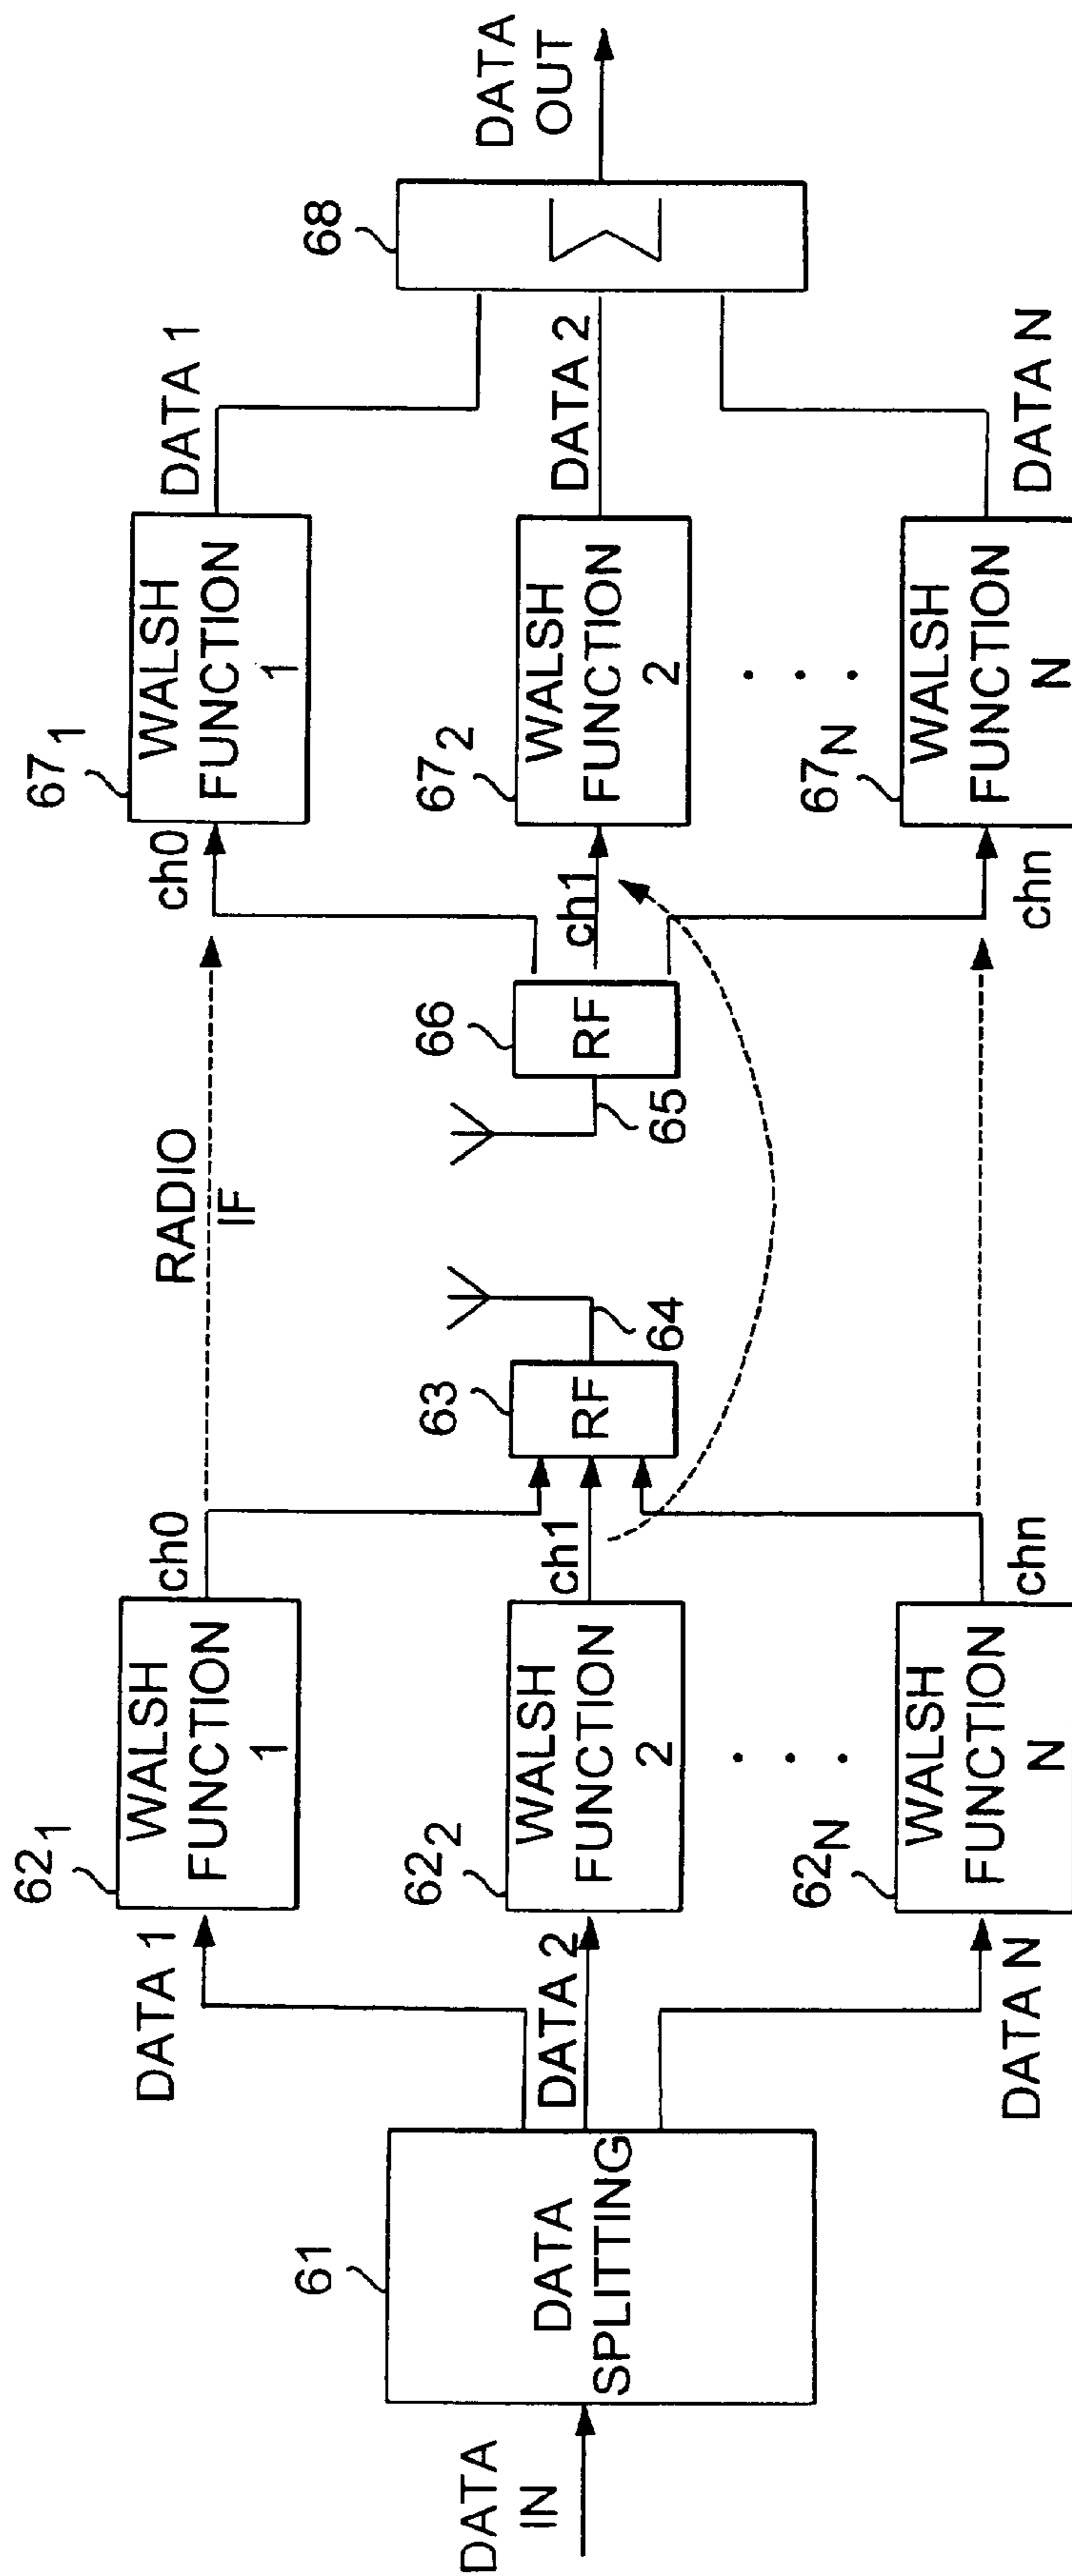 DATA
IN
61
DATA
SPLITTING
DATA 1
DATA 2
DATA N
62 1
WALSH
FUNCTION
1
62 2
WALSH
FUNCTION
2
. . .
62 N
WALSH
FUNCTION
N
ch0
ch1
chn
63
RF
64
RADIO
IF
65
66
RF
ch0
ch1
chn
67 1
WALSH
FUNCTION
1
67 2
WALSH
FUNCTION
2
. . .
67 N
WALSH
FUNCTION
N
DATA 1
DATA 2
DATA N
68
Σ
DATA
OUT